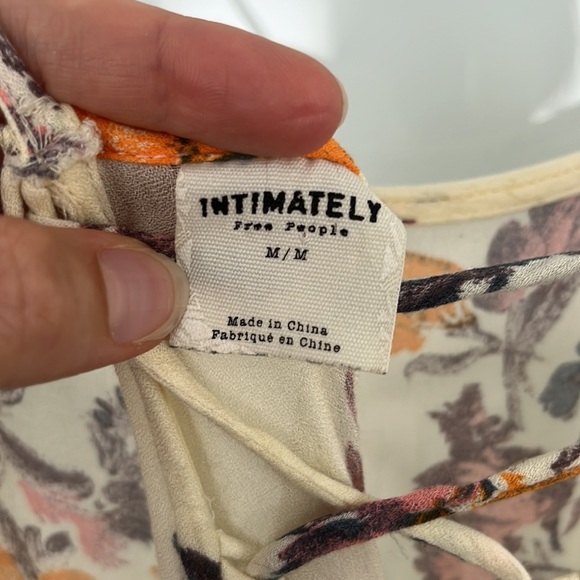 INTIMATELY
Free People
M/M
Made in China
Fabriqué en Chine